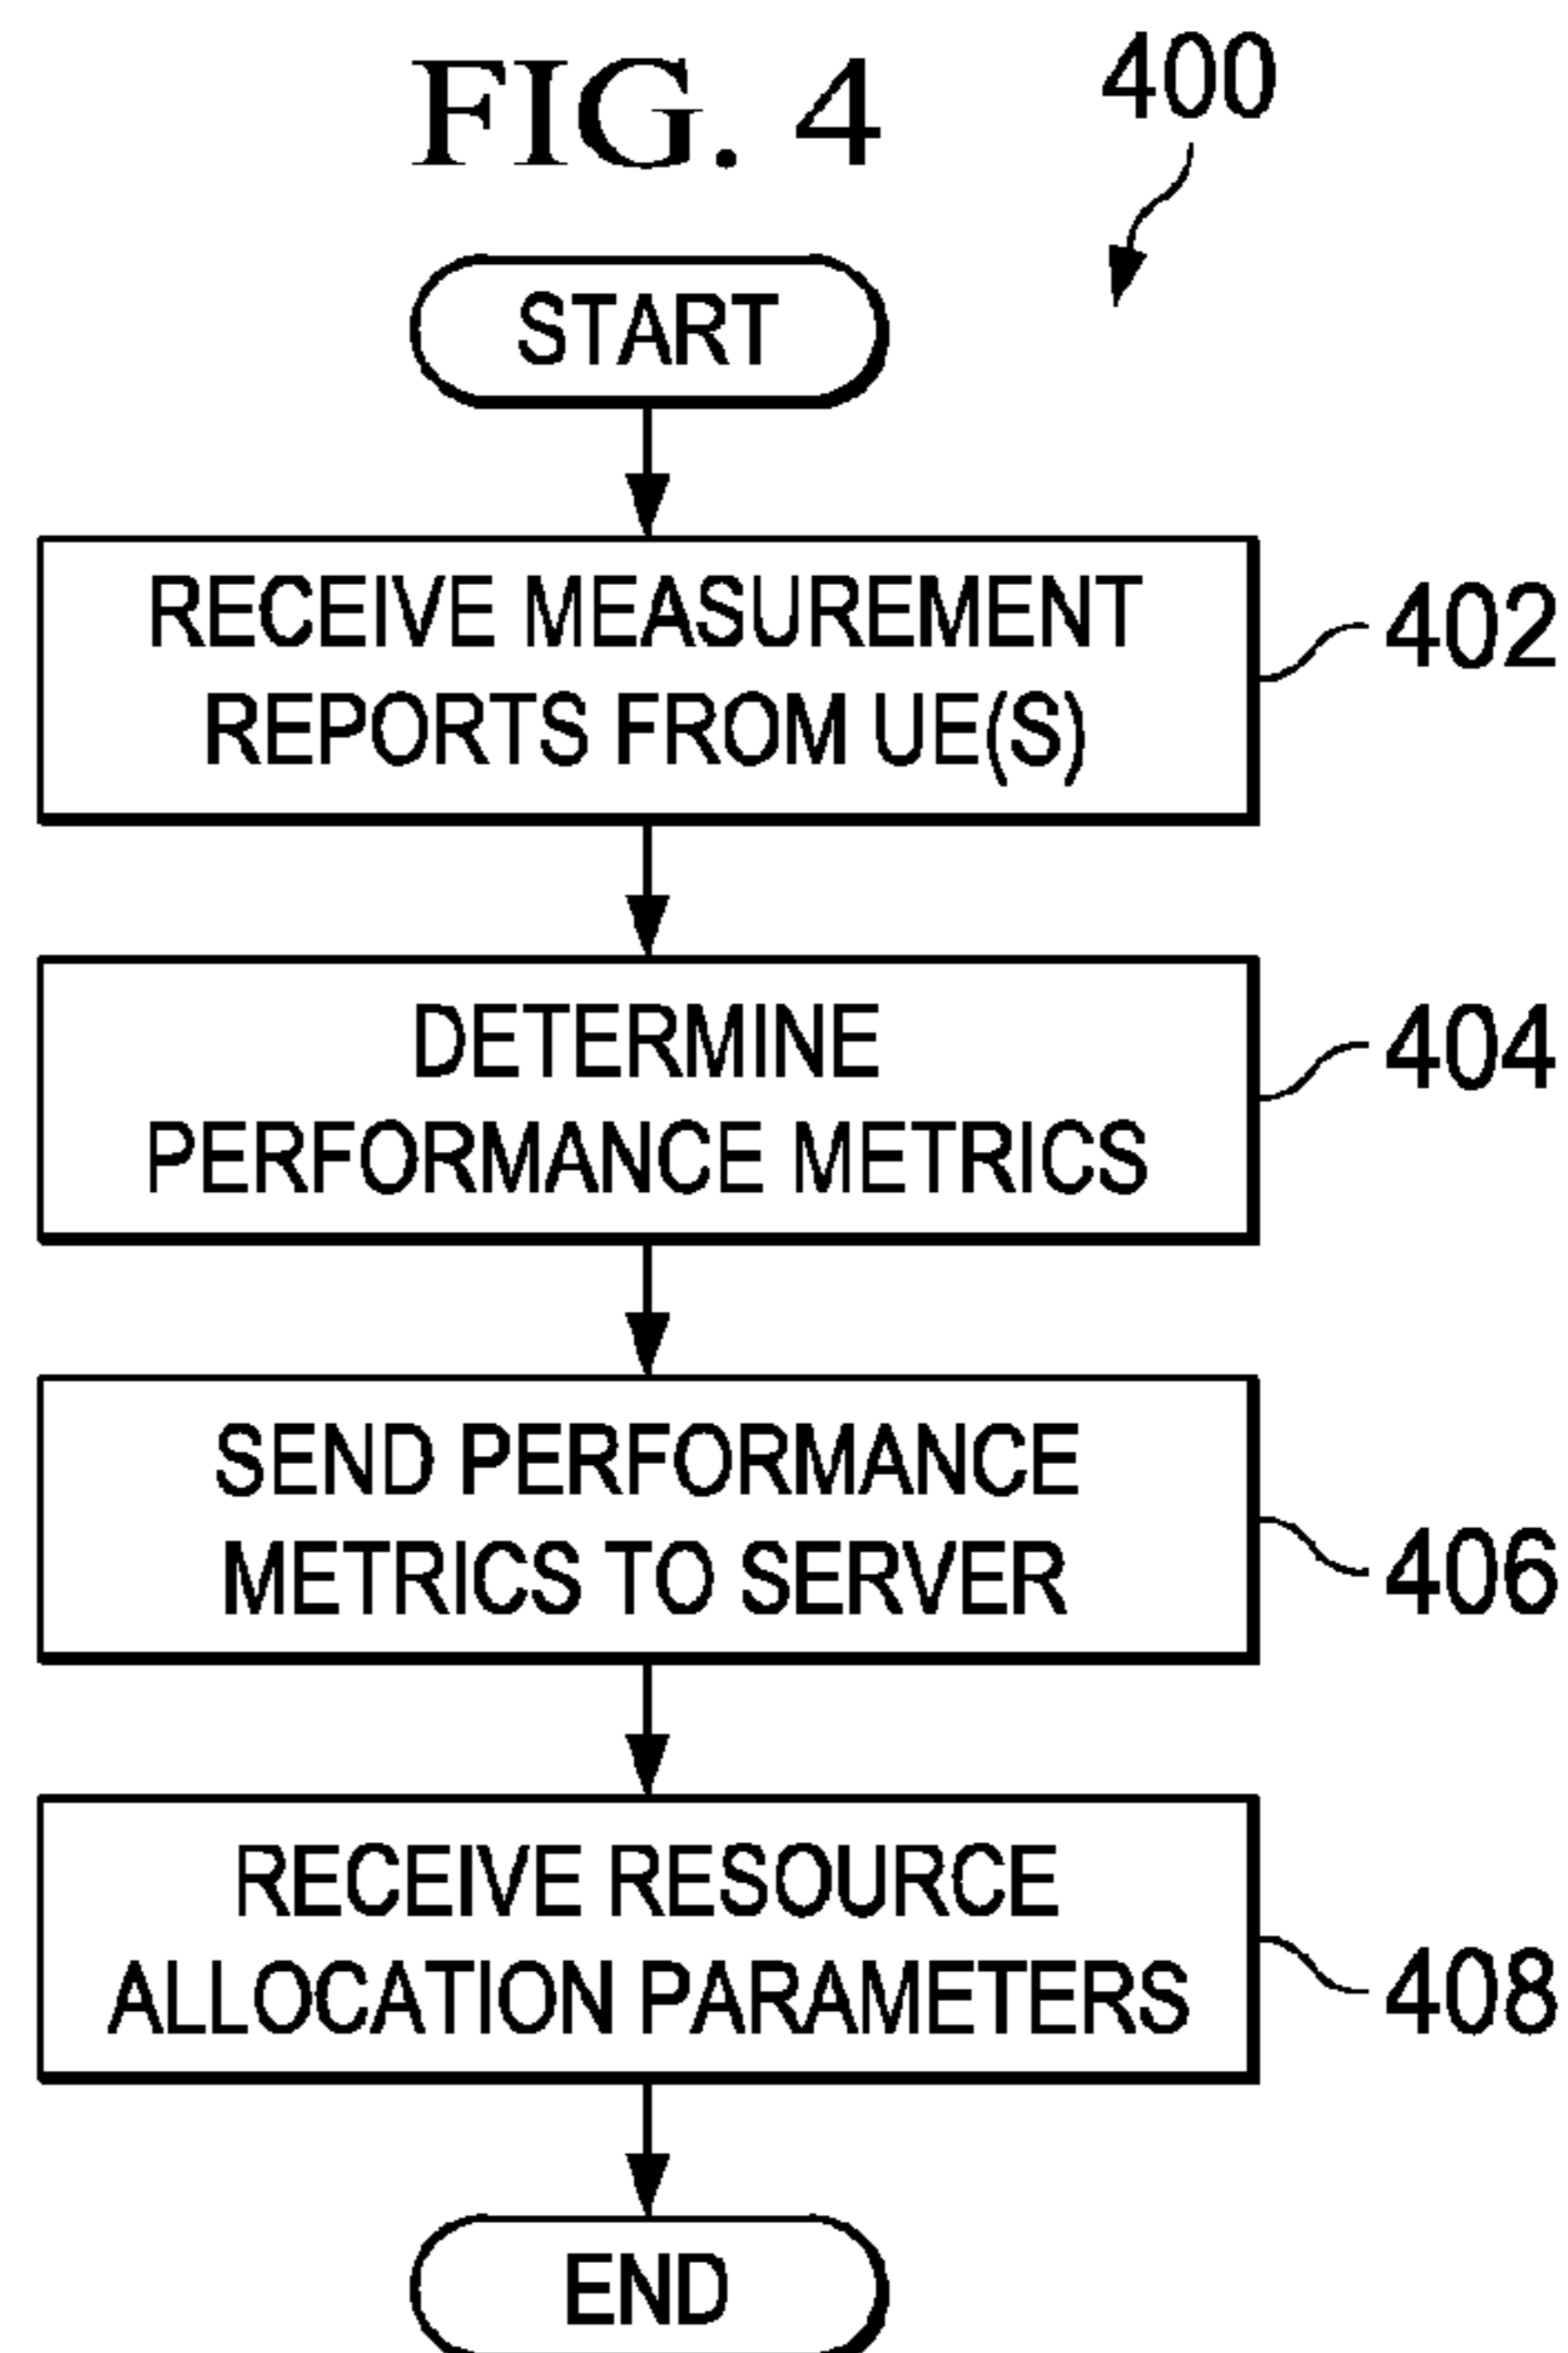 FIG. 4
400
START
RECEIVE MEASUREMENT
REPORTS FROM UE(S)
402
DETERMINE
PERFORMANCE METRICS
404
SEND PERFORMANCE
METRICS TO SERVER
406
RECEIVE RESOURCE
ALLOCATION PARAMETERS
408
END